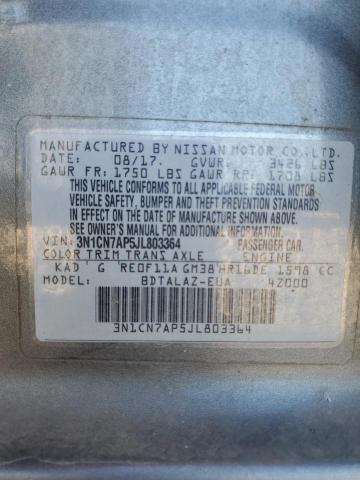 MANUFACTURED BY NISSAN MOTOR CO.,LTD.
DATE: 08/17. GVWR: 3426 LBS
GAWR FR: 1750 LBS GAWR RR: 1708 LBS
THIS VEHICLE CONFORMS TO ALL APPLICABLE FEDERAL MOTOR
VEHICLE SAFETY, BUMPER AND THEFT PREVENTION STANDARDS
IN EFFECT ON THE DATE OF MANUFACTURE SHOWN ABOVE.
SEE OWNER'S MANUAL FOR ADDITIONAL INFORMATION.
VIN: 3N1CN7AP5JL803364 PASSENGER CAR.
COLOR TRIM TRANS AXLE ENGINE
KAD G RE0F11A GM38 HR16DE 1598 CC.
MODEL: BDTALAZ-EUA 4Z000
3N1CN7AP5JL803364